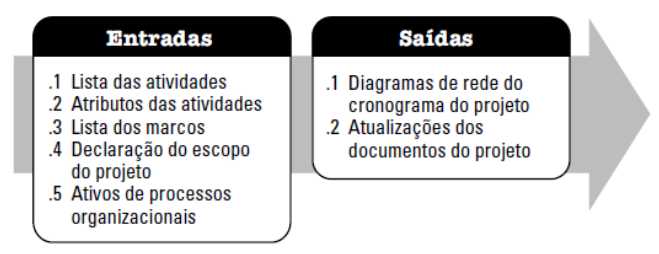 Entradas
.1 Lista das atividades
.2 Atributos das atividades
.3 Lista dos marcos
.4 Declaração do escopo
do projeto
.5 Ativos de processos
organizacionais
Saídas
.1 Diagramas de rede do
cronograma do projeto
.2 Atualizações dos
documentos do projeto